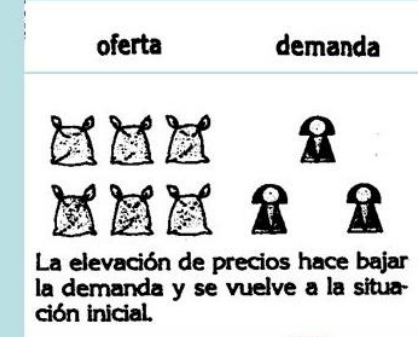 oferta demanda
La elevación de precios hace bajar
la demanda y se vuelve a la situa-
ción inicial.